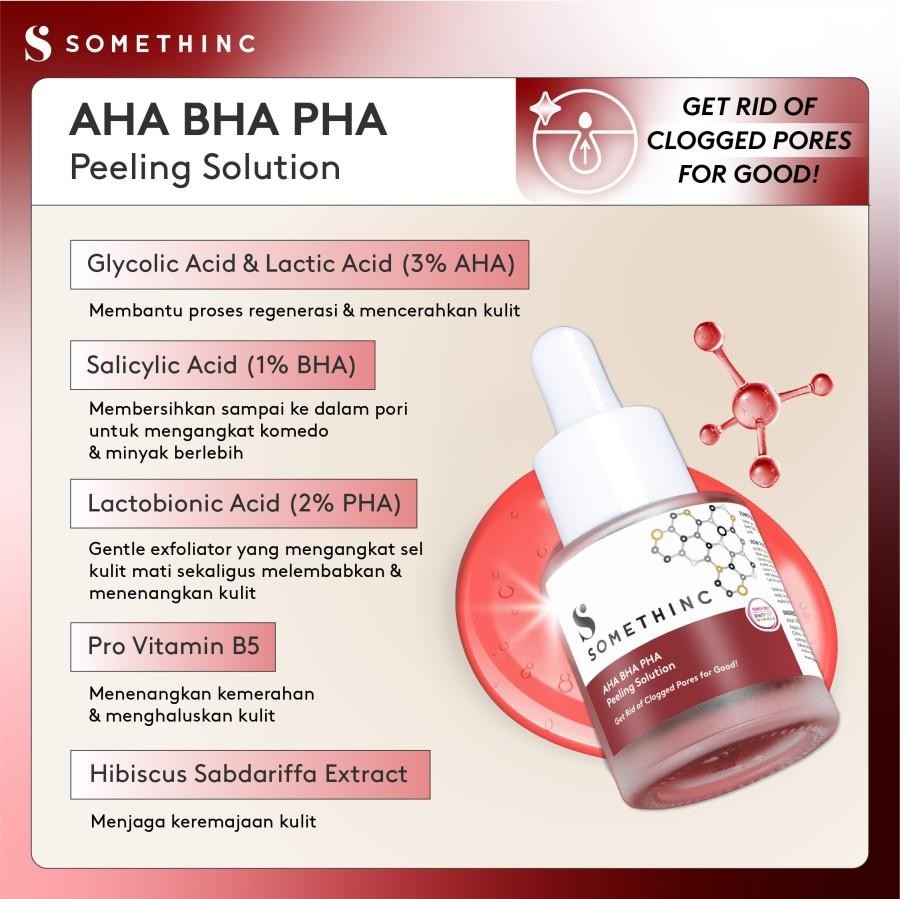 SOMETHINC
AHA BHA PHA
Peeling Solution
GET RID OF
CLOGGED PORES
FOR GOOD!
Glycolic Acid & Lactic Acid (3% AHA)
Membantu proses regenerasi & mencerahkan kulit
Salicylic Acid (1% BHA)
Membersihkan sampai ke dalam pori
untuk mengangkat komedo
& minyak berlebih
Lactobionic Acid (2% PHA)
Gentle exfoliator yang mengangkat sel
kulit mati sekaligus melembabkan &
menenangkan kulit
Pro Vitamin B5
Menenangkan kemerahan
& menghaluskan kulit
Hibiscus Sabdariffa Extract
Menjaga keremajaan kulit
SOMETHINC
AHA BHA PHA
Peeling Solution
Get Rid of Clogged Pores for Good!